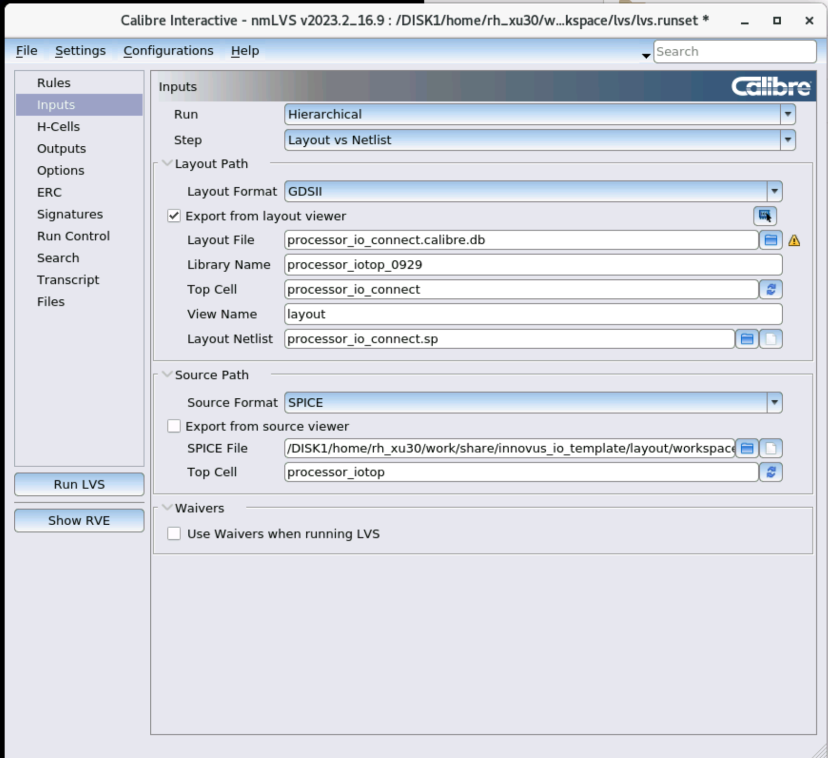 Calibre Interactive - nmLVS v2023.2_16.9 : /DISK1/home/rh_xu30/w...kspace/lvs/lvs.runset *
File Settings Configurations Help Search
Rules
Inputs
H-Cells
Outputs
Options
ERC
Signatures
Run Control
Search
Transcript
Files
Run LVS
Show RVE
Inputs Calibre
Run Hierarchical
Step Layout vs Netlist
Layout Path
Layout Format GDSII
Export from layout viewer
Layout File processor_io_connect.calibre.db
Library Name processor_iotop_0929
Top Cell processor_io_connect
View Name layout
Layout Netlist processor_io_connect.sp
Source Path
Source Format SPICE
Export from source viewer
SPICE File /DISK1/home/rh_xu30/work/share/innovus_io_template/layout/workspace
Top Cell processor_iotop
Waivers
Use Waivers when running LVS